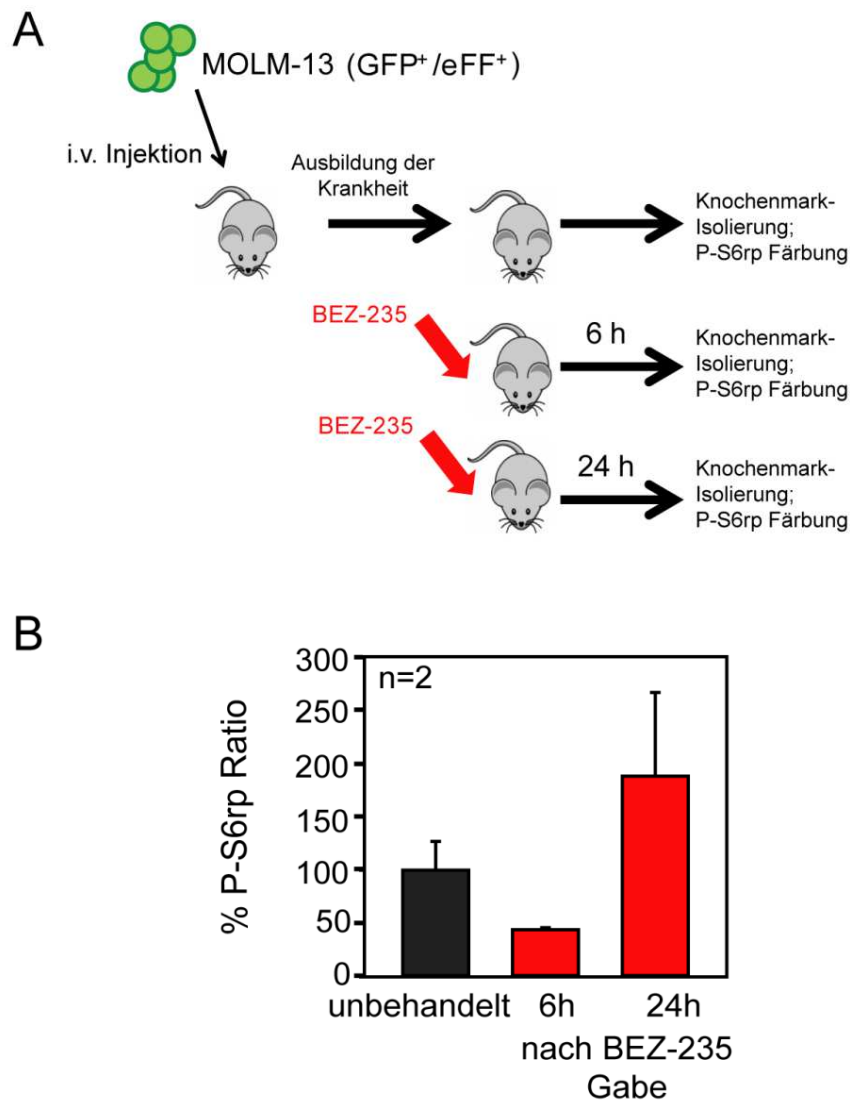 A
MOLM-13 (GFP⁺/eFF⁺)
i.v. Injektion
Ausbildung der
Krankheit
Knochenmark-
Isolierung;
P-S6rp Färbung
BEZ-235
6 h
Knochenmark-
Isolierung;
P-S6rp Färbung
BEZ-235
24 h
Knochenmark-
Isolierung;
P-S6rp Färbung
B
% P-S6rp Ratio
300
250
200
150
100
50
0
n=2
unbehandelt 6h 24h
nach BEZ-235
Gabe